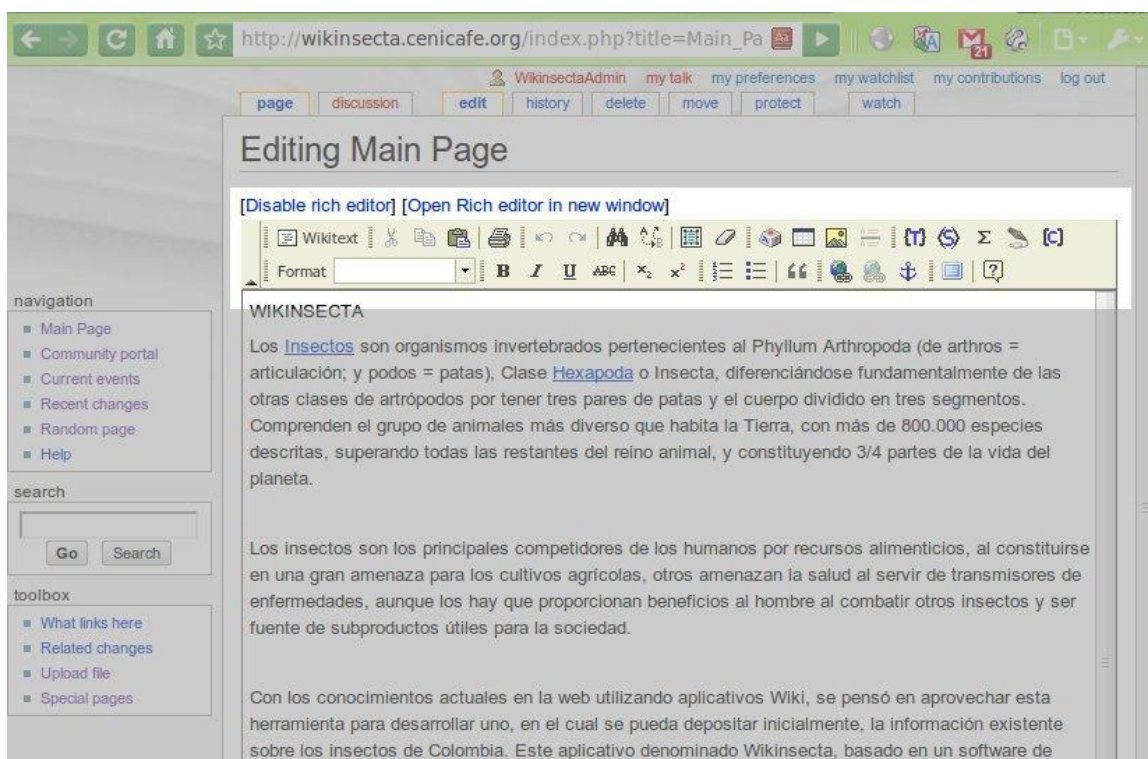 http://wikinsecta.cenicafe.org/index.php?title=Main_Pa
21
WikinsectaAdmin my talk my preferences my watchlist my contributions log out
page discussion edit history delete move protect watch
Editing Main Page
[Disable rich editor] [Open Rich editor in new window]
Wikitext {T} {S} Σ [C]
Format B I U ABC x₂ x² ?
navigation
Main Page
Community portal
Current events
Recent changes
Random page
Help
search
Go Search
toolbox
What links here
Related changes
Upload file
Special pages
WIKINSECTA
Los Insectos son organismos invertebrados pertenecientes al Phyllum Arthropoda (de arthros =
articulación; y podos = patas), Clase Hexapoda o Insecta, diferenciándose fundamentalmente de las
otras clases de artrópodos por tener tres pares de patas y el cuerpo dividido en tres segmentos.
Comprenden el grupo de animales más diverso que habita la Tierra, con más de 800.000 especies
descritas, superando todas las restantes del reino animal, y constituyendo 3/4 partes de la vida del
planeta.
Los insectos son los principales competidores de los humanos por recursos alimenticios, al constituirse
en una gran amenaza para los cultivos agrícolas, otros amenazan la salud al servir de transmisores de
enfermedades, aunque los hay que proporcionan beneficios al hombre al combatir otros insectos y ser
fuente de subproductos útiles para la sociedad.
Con los conocimientos actuales en la web utilizando aplicativos Wiki, se pensó en aprovechar esta
herramienta para desarrollar uno, en el cual se pueda depositar inicialmente, la información existente
sobre los insectos de Colombia. Este aplicativo denominado Wikinsecta, basado en un software de